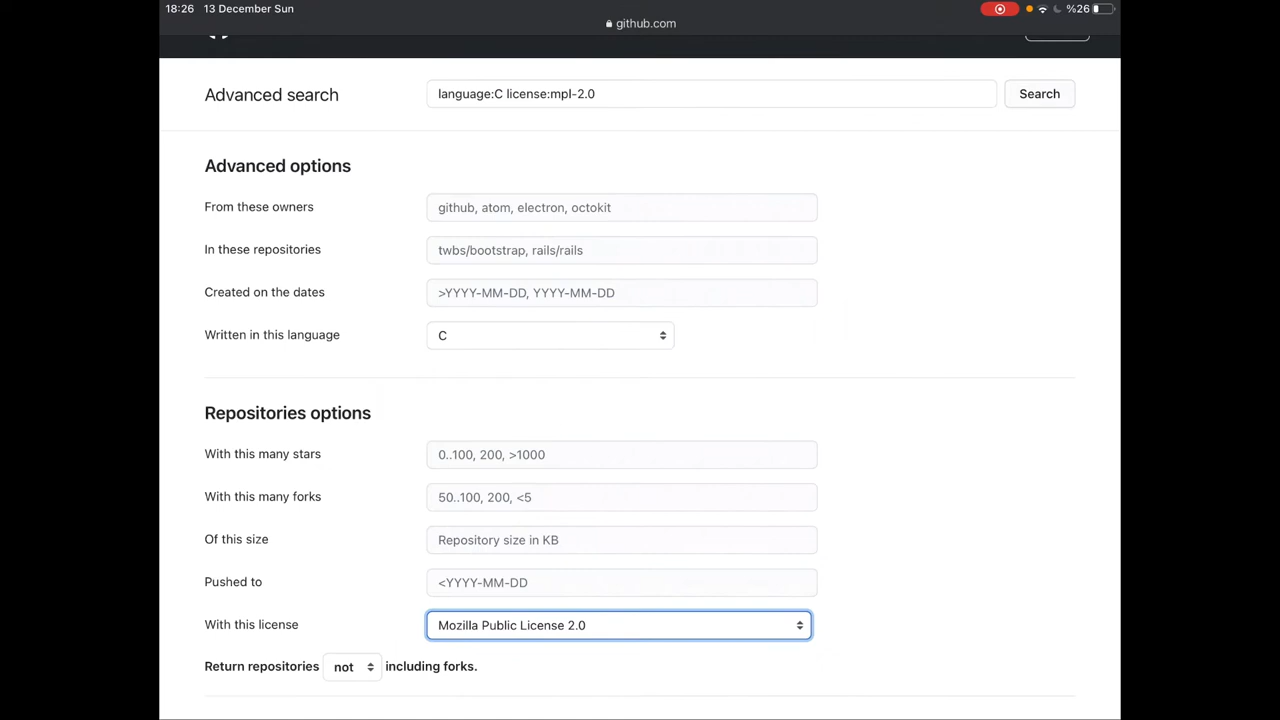 18:26 13 December Sun %26
github.com
Advanced search language:C license:mpl-2.0 Search
Advanced options
From these owners github, atom, electron, octokit
In these repositories twbs/bootstrap, rails/rails
Created on the dates >YYYY-MM-DD, YYYY-MM-DD
Written in this language C
Repositories options
With this many stars 0..100, 200, >1000
With this many forks 50..100, 200, <5
Of this size Repository size in KB
Pushed to <YYYY-MM-DD
With this license Mozilla Public License 2.0
Return repositories not including forks.